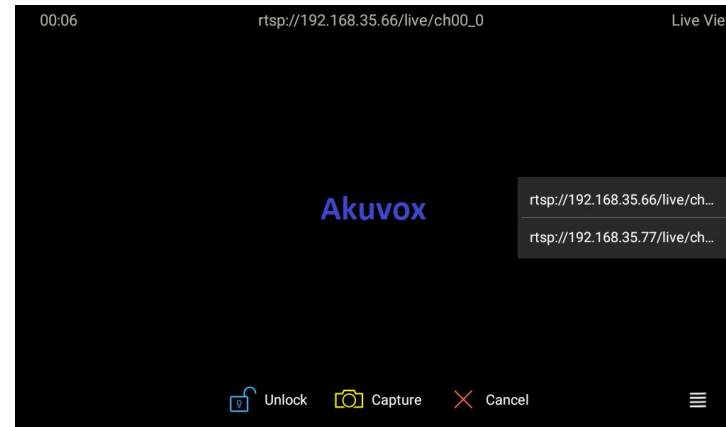 00:06 rtsp://192.168.35.66/live/ch00_0 Live Vie
Akuvox
rtsp://192.168.35.66/live/ch...
rtsp://192.168.35.77/live/ch...
Unlock Capture Cancel